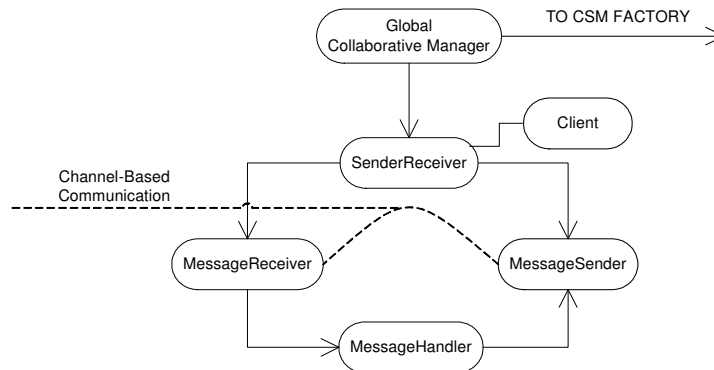 Global
Collaborative Manager
TO CSM FACTORY
Client
SenderReceiver
Channel-Based
Communication
MessageReceiver
MessageSender
MessageHandler